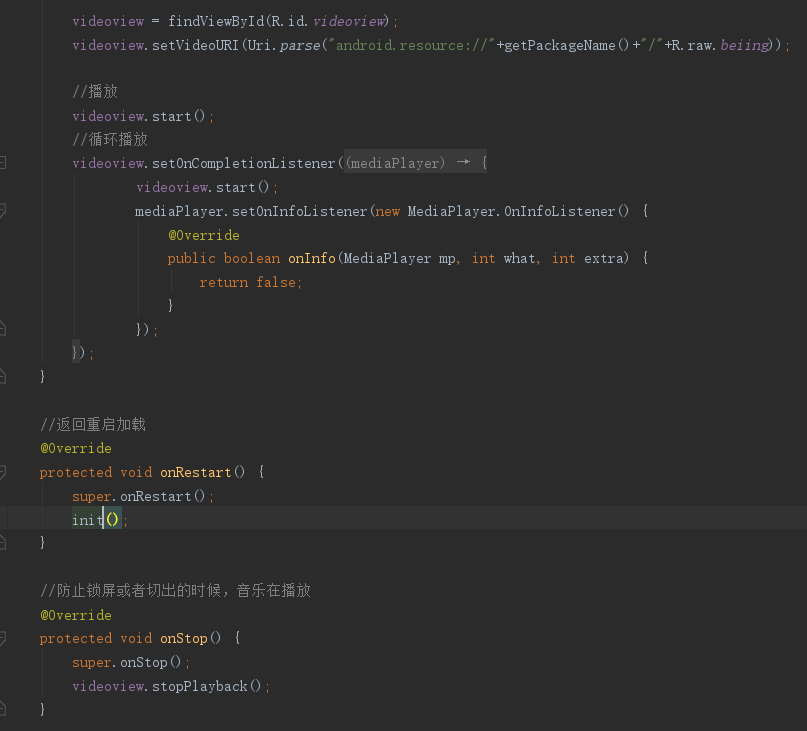 videoview = findViewById(R.id.videoview);
videoview.setVideoURI(Uri.parse("android.resource://"+getPackageName()+"/"+R.raw.beiing));
//播放
videoview.start();
//循环播放
videoview.setOnCompletionListener((mediaPlayer) → {
videoview.start();
mediaPlayer.setOnInfoListener(new MediaPlayer.OnInfoListener() {
@Override
public boolean onInfo(MediaPlayer mp, int what, int extra) {
return false;
}
});
});
}
//返回重启加载
@Override
protected void onRestart() {
super.onRestart();
init();
}
//防止锁屏或者切出的时候，音乐在播放
@Override
protected void onStop() {
super.onStop();
videoview.stopPlayback();
}